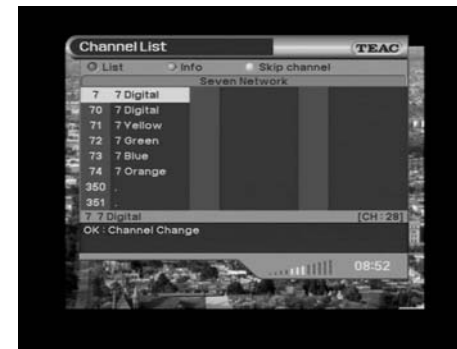 Channel List TEAC
List Info Skip channel
Seven Network
7 7 Digital
70 7 Digital
71 7 Yellow
72 7 Green
73 7 Blue
74 7 Orange
350 .
351 .
7 7 Digital [CH : 28]
OK : Channel Change
08:52